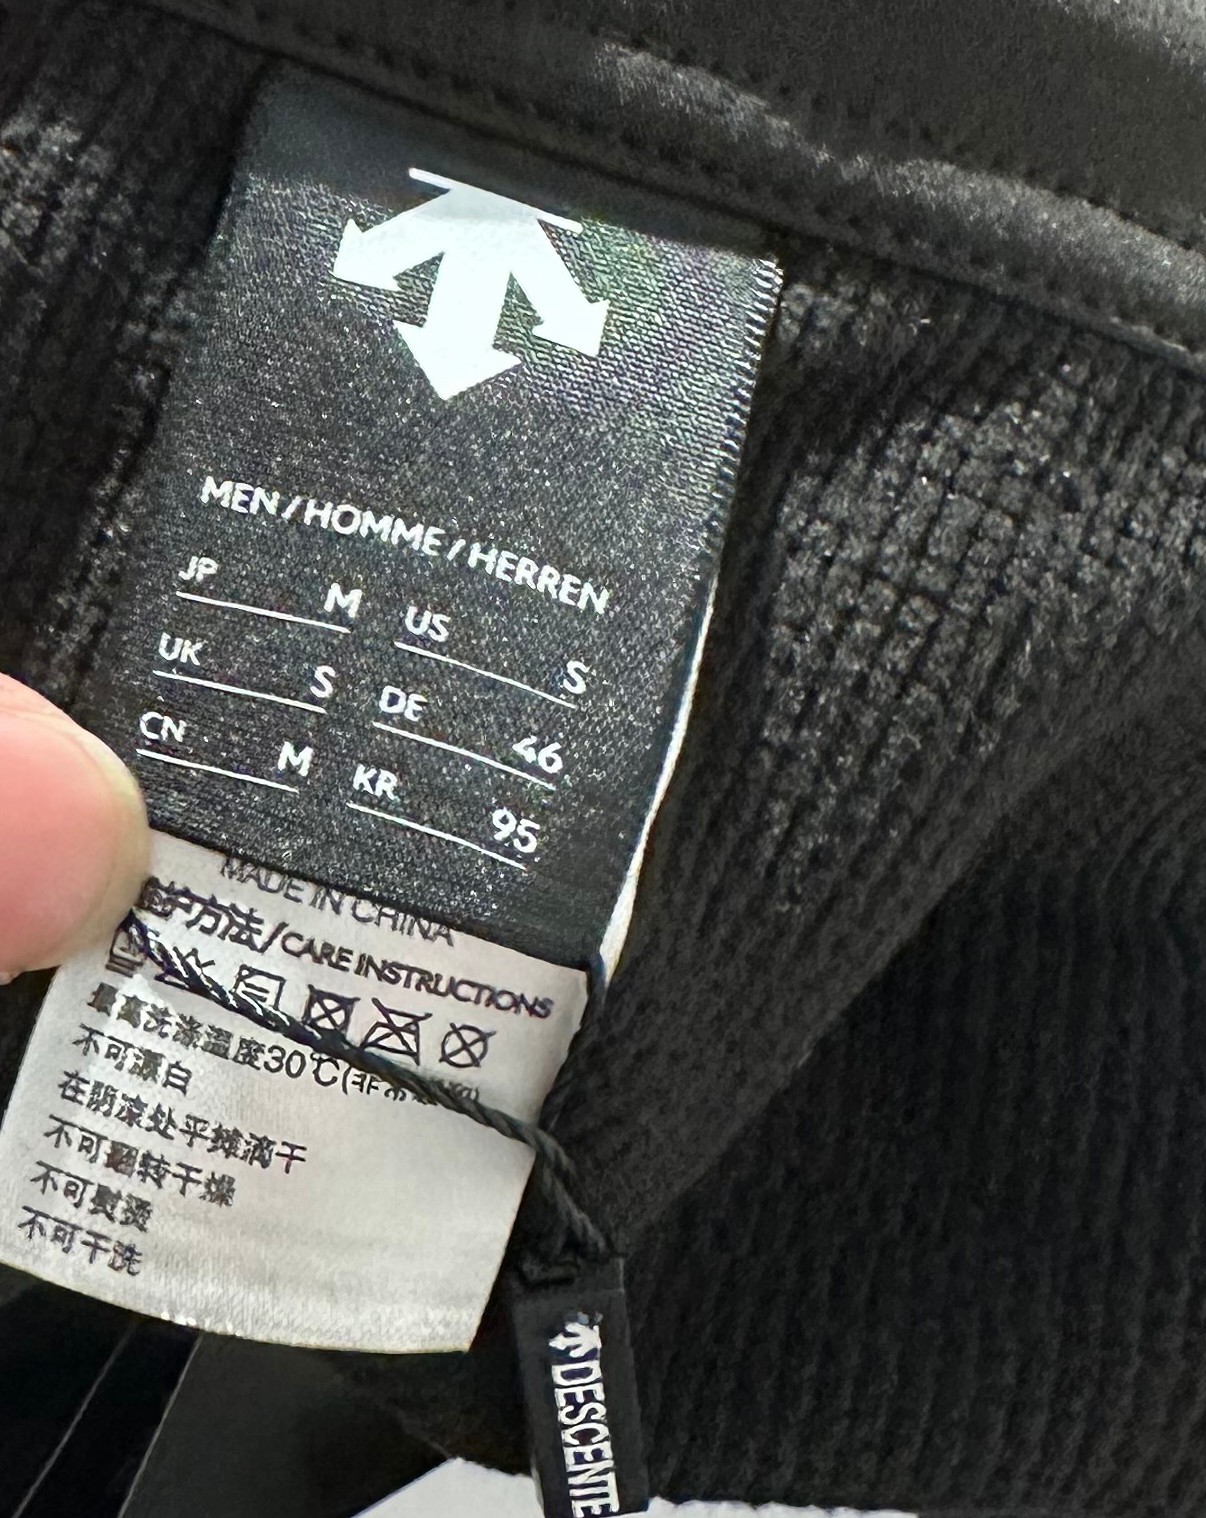 MEN/HOMME/HERREN
JP M US S
UK S DE 46
CN M KR 95
MADE IN CHINA
护方法/CARE INSTRUCTIONS
最高洗涤温度30℃(非
不可漂白
在阴凉处平摊滴干
不可翻转干燥
不可熨烫
不可干洗
DESCENTE